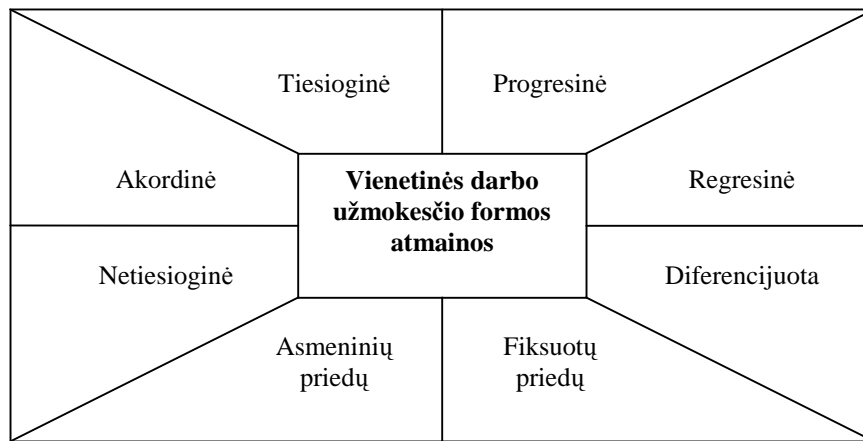 Tiesioginė
Progresinė
Akordinė
Vienetinės darbo
užmokesčio formos
atmainos
Regresinė
Netiesioginė
Diferencijuota
Asmeninių
priedų
Fiksuotų
priedų